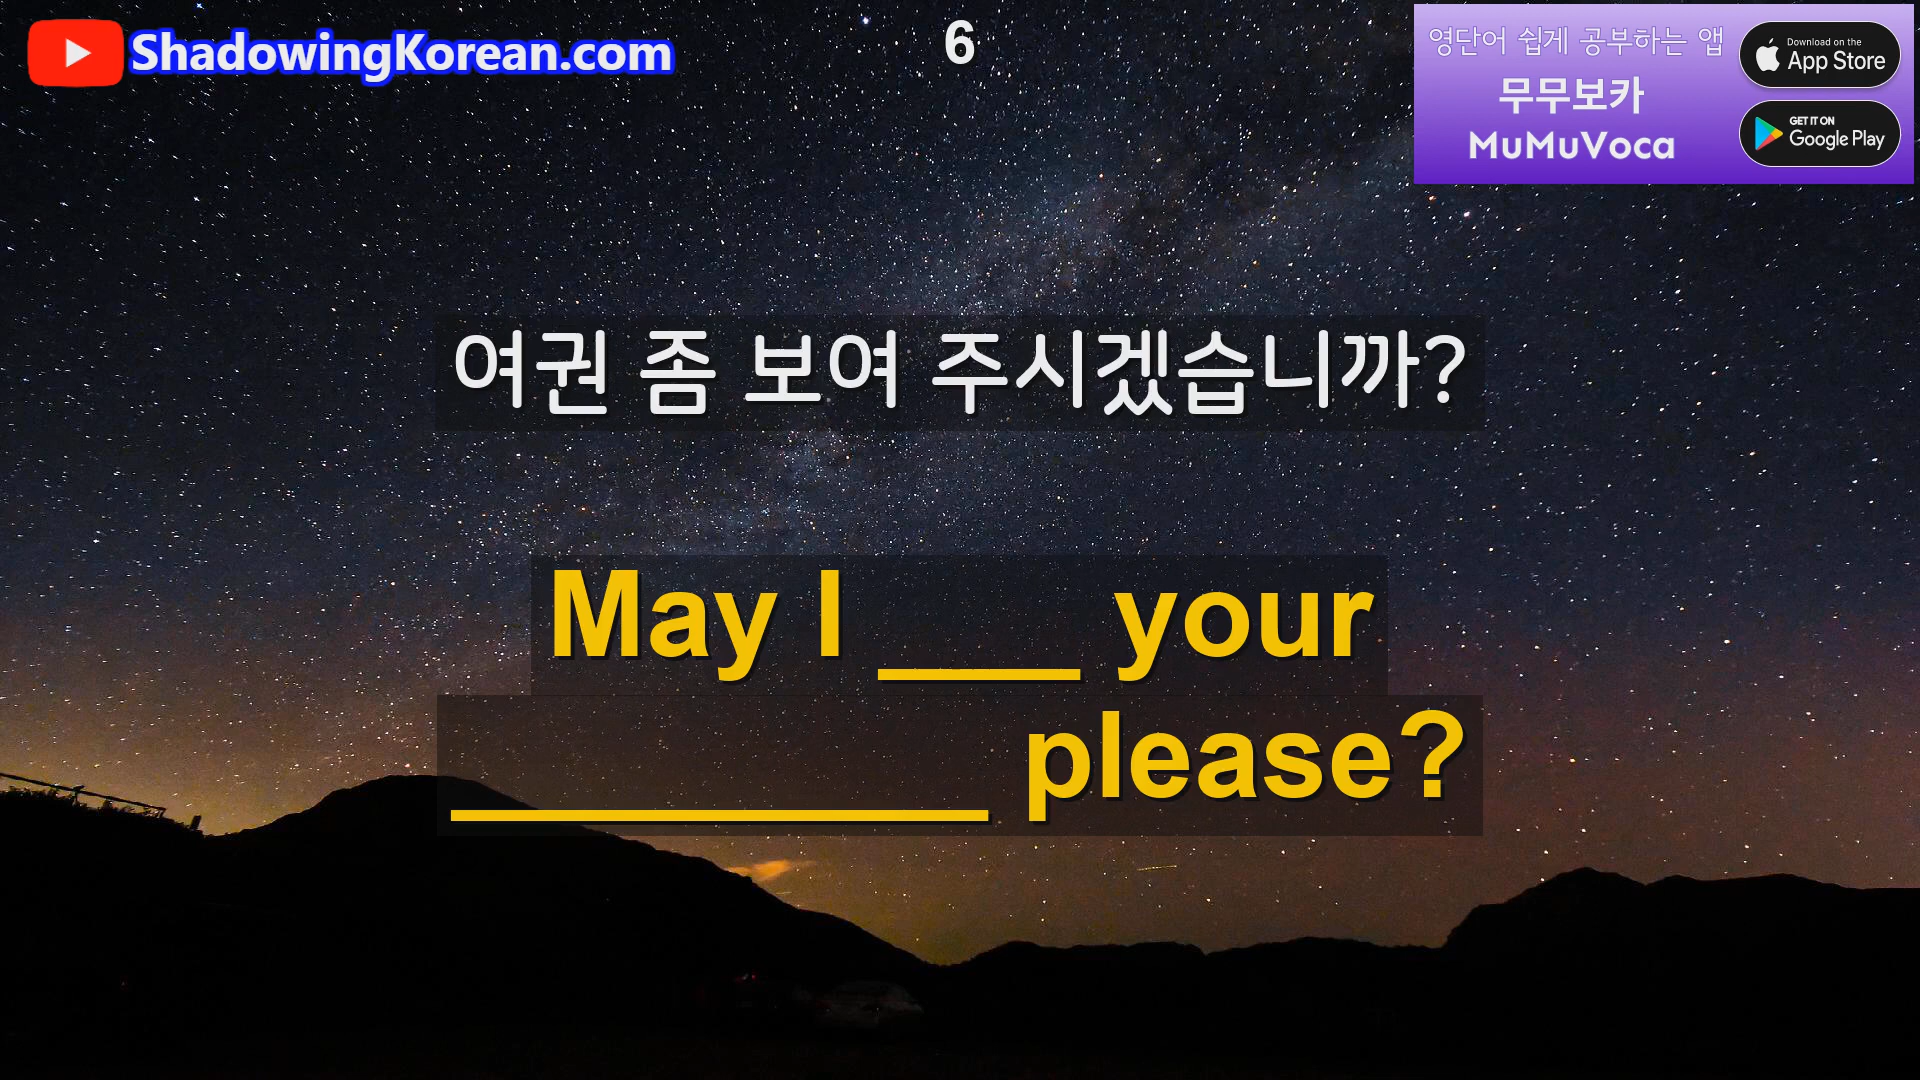 ShadowingKorean.com
6
영단어 쉽게 공부하는 앱
무무보카
MuMuVoca
Download on the
App Store
GET IT ON
Google Play
여권 좀 보여 주시겠습니까?
May I ___ your
________ please?